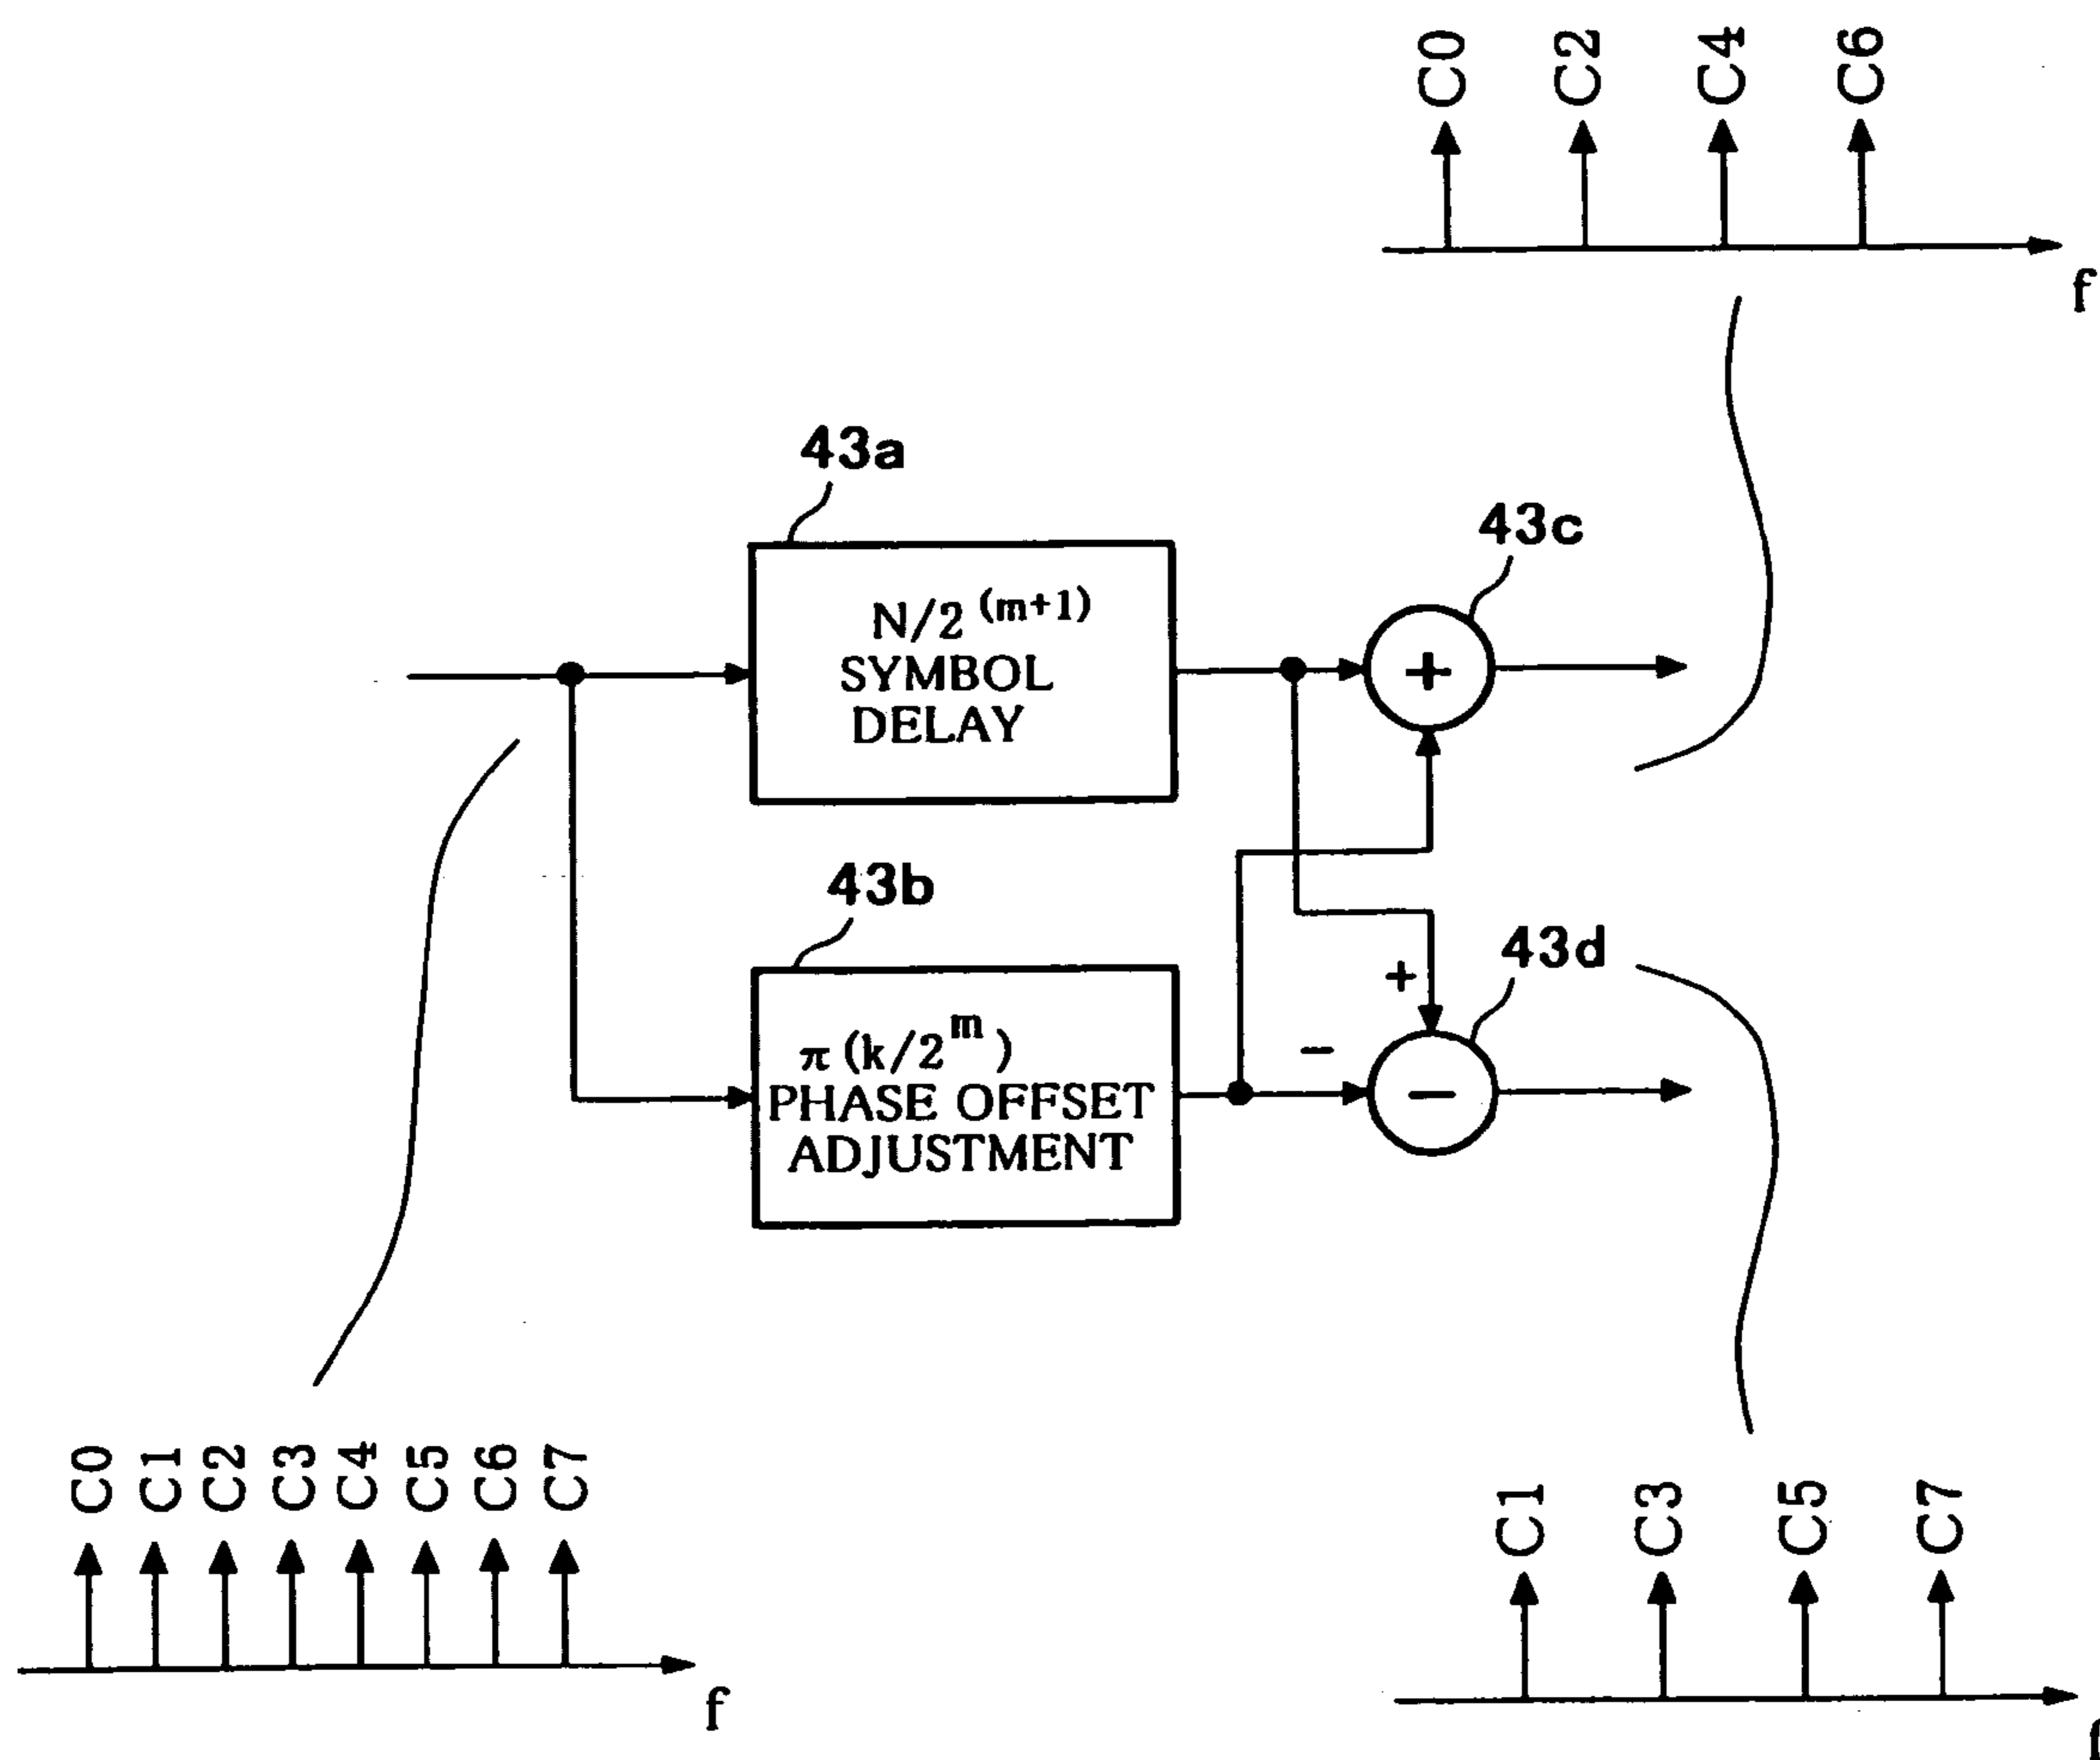 C0 C2 C4 C6
f
43a
N/2 (m+1)
SYMBOL
DELAY
43c
+
43b
π(k/2^m)
PHASE OFFSET
ADJUSTMENT
43d
+
−
−
C0 C1 C2 C3 C4 C5 C6 C7
f
C1 C3 C5 C7
f